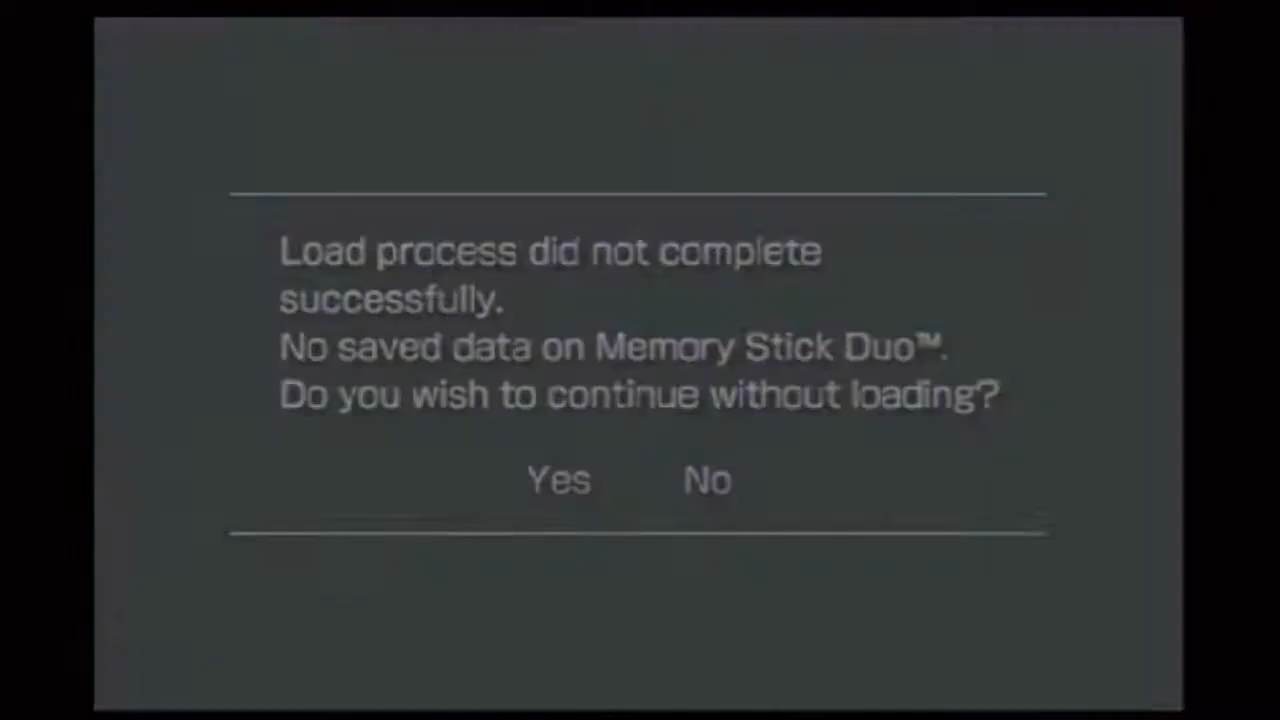 Load process did not complete
successfully.
No saved data on Memory Stick Duo™.
Do you wish to continue without loading?
Yes No